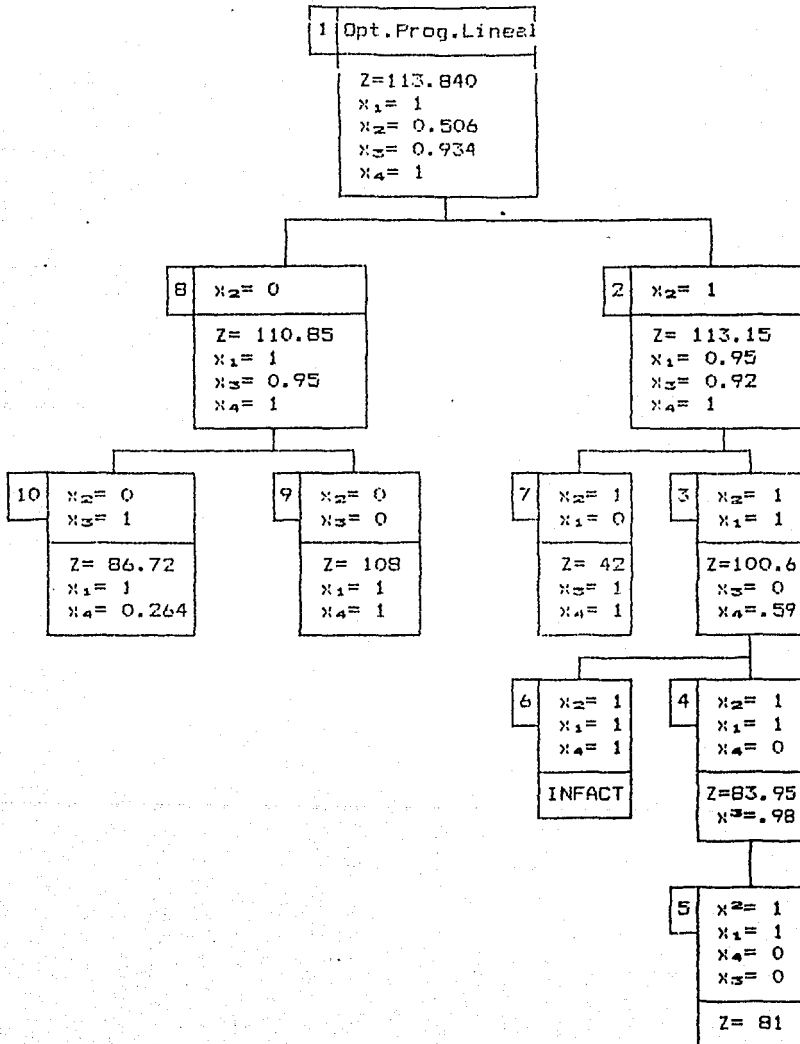 1 Opt.Prog.Lineal
Z=113.840
x₁= 1
x₂= 0.506
x₃= 0.934
x₄= 1
8 x₂= 0
Z= 110.85
x₁= 1
x₃= 0.95
x₄= 1
2 x₂= 1
Z= 113.15
x₁= 0.95
x₃= 0.92
x₄= 1
10 x₂= 0
x₃= 1
Z= 86.72
x₁= 1
x₄= 0.264
9 x₂= 0
x₃= 0
Z= 108
x₁= 1
x₄= 1
7 x₂= 1
x₁= 0
Z= 42
x₃= 1
x₄= 1
3 x₂= 1
x₁= 1
Z=100.6
x₃= 0
x₄=.59
6 x₂= 1
x₁= 1
x₄= 1
INFACT
4 x₂= 1
x₁= 1
x₄= 0
Z=83.95
x³=.98
5 x²= 1
x₁= 1
x₄= 0
x₃= 0
Z= 81